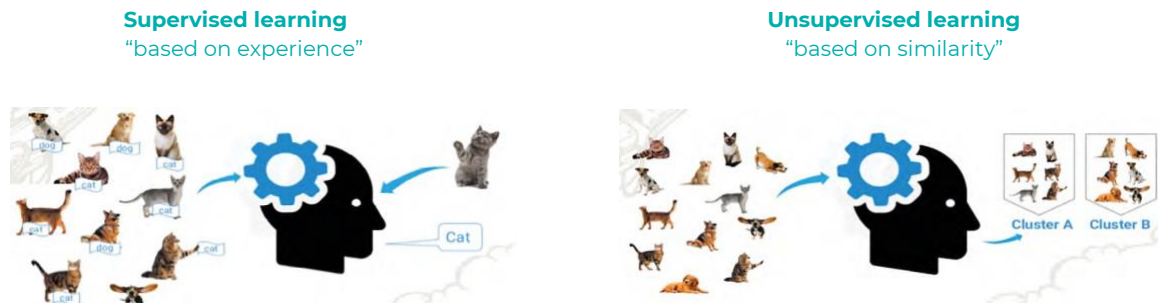 Supervised learning
“based on experience”
dog
dog
cat
cat
cat
cat
dog
cat
cat
Cat
Unsupervised learning
“based on similarity”
Cluster A
Cluster B